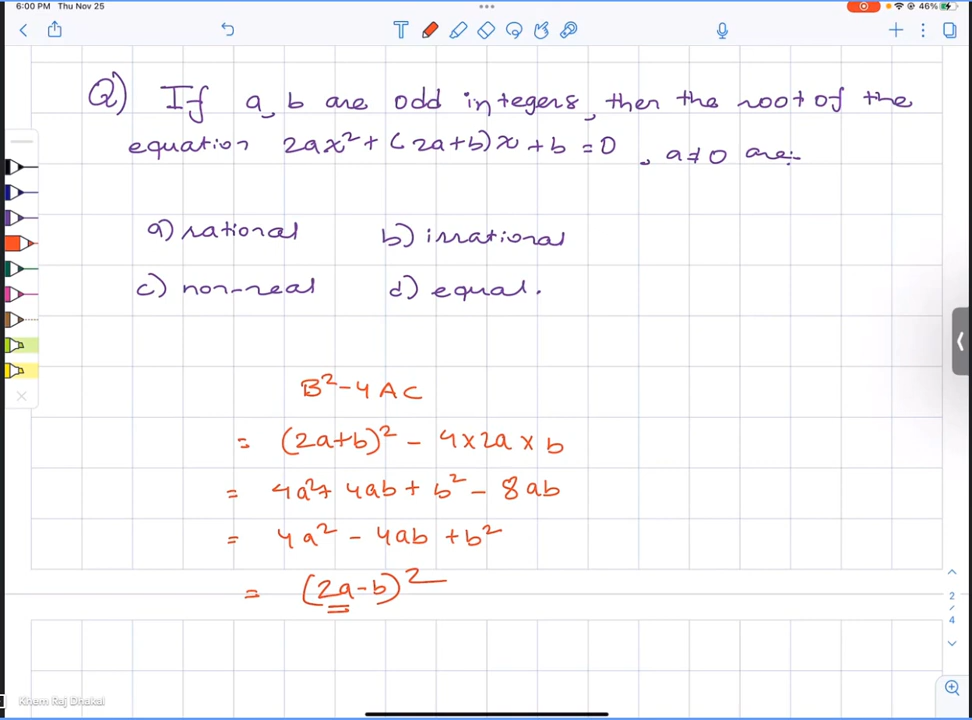 6:00 PM Thu Nov 25
46%
Q) If a, b are odd integers, then the root of the
equation 2ax²+(2a+b)x+b=0, a≠0 are:-
a) rational b) irrational
c) non-real d) equal.
B²-4AC
= (2a+b)² - 4×2a×b
= 4a²+4ab+b²-8ab
= 4a²-4ab+b²
= (2a-b)²
2
/
4
Khem Raj Dhakal